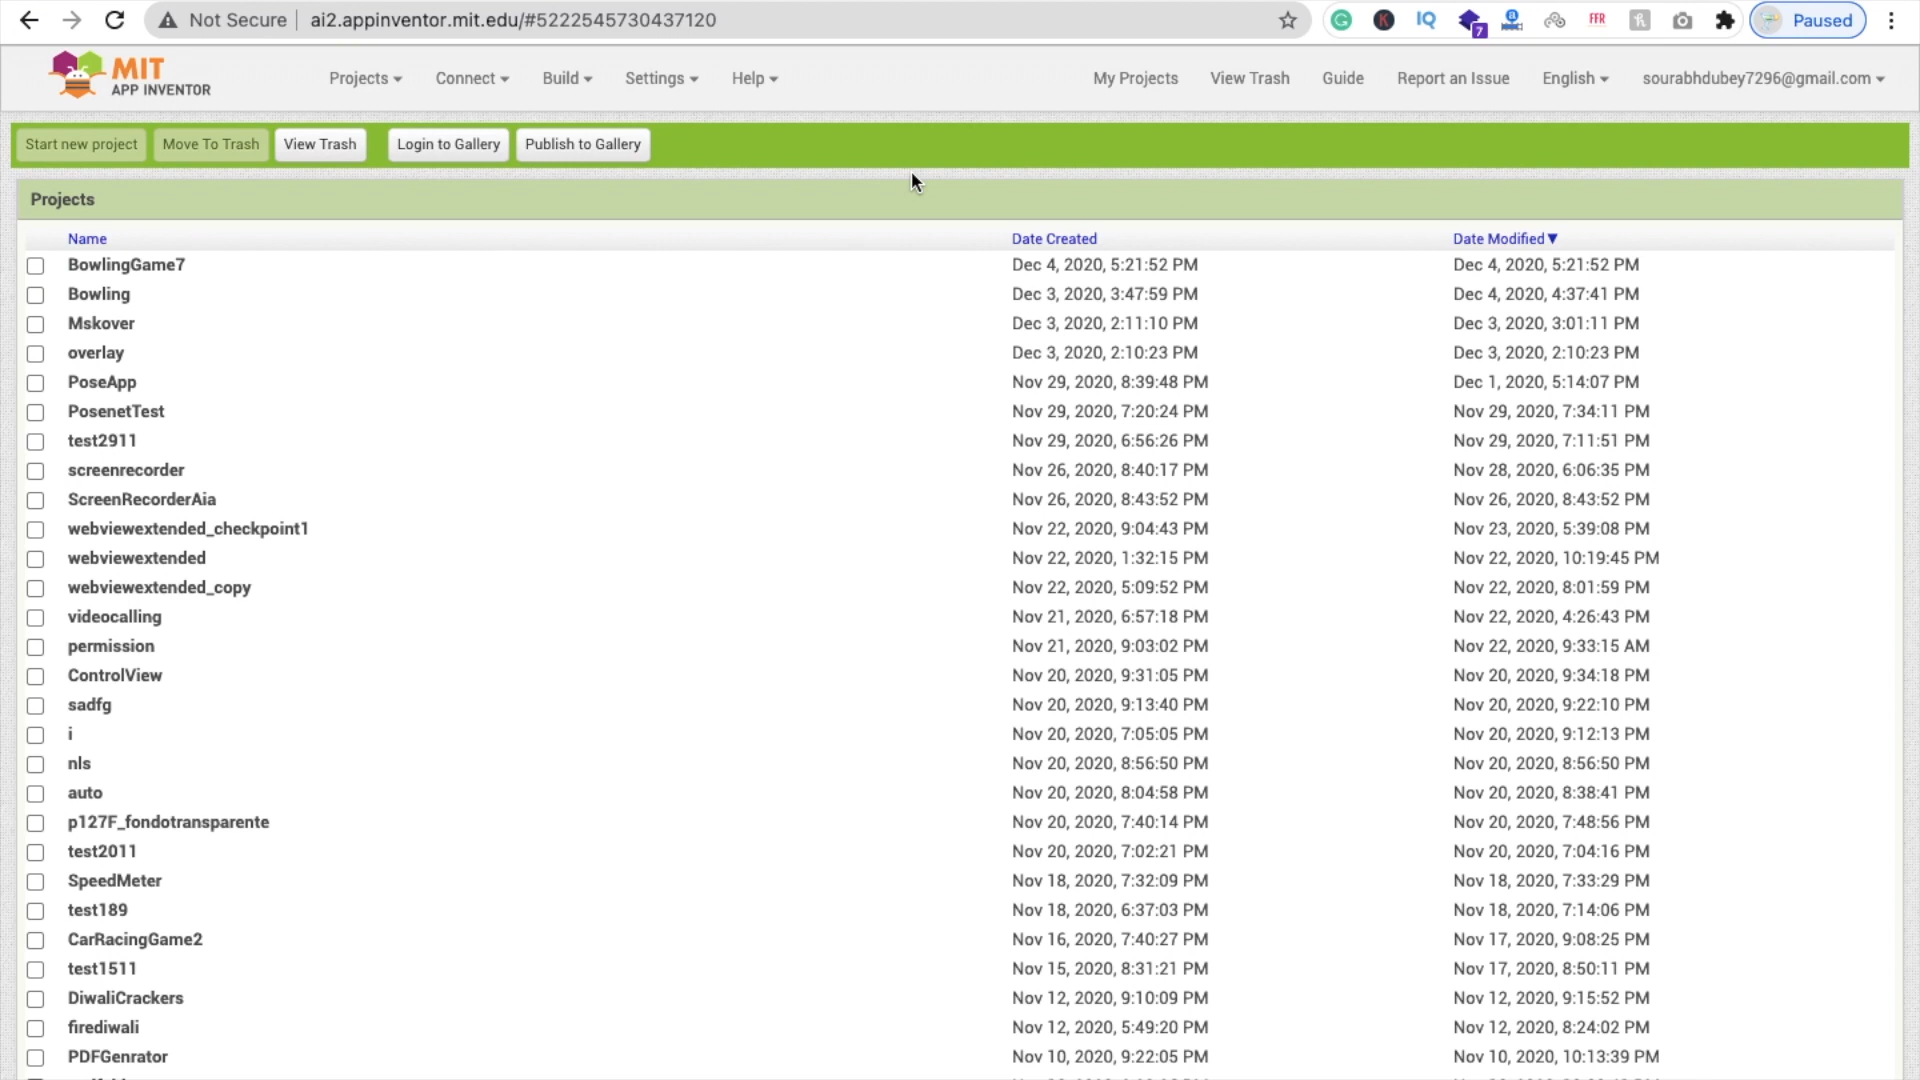 Not Secure ai2.appinventor.mit.edu/#5222545730437120 K IQ 7 a FFR Paused
MIT
APP INVENTOR
Projects Connect Build Settings Help My Projects View Trash Guide Report an Issue English sourabhdubey7296@gmail.com
Start new project Move To Trash View Trash Login to Gallery Publish to Gallery
Projects
Name Date Created Date Modified▼
BowlingGame7 Dec 4, 2020, 5:21:52 PM Dec 4, 2020, 5:21:52 PM
Bowling Dec 3, 2020, 3:47:59 PM Dec 4, 2020, 4:37:41 PM
Mskover Dec 3, 2020, 2:11:10 PM Dec 3, 2020, 3:01:11 PM
overlay Dec 3, 2020, 2:10:23 PM Dec 3, 2020, 2:10:23 PM
PoseApp Nov 29, 2020, 8:39:48 PM Dec 1, 2020, 5:14:07 PM
PosenetTest Nov 29, 2020, 7:20:24 PM Nov 29, 2020, 7:34:11 PM
test2911 Nov 29, 2020, 6:56:26 PM Nov 29, 2020, 7:11:51 PM
screenrecorder Nov 26, 2020, 8:40:17 PM Nov 28, 2020, 6:06:35 PM
ScreenRecorderAia Nov 26, 2020, 8:43:52 PM Nov 26, 2020, 8:43:52 PM
webviewextended_checkpoint1 Nov 22, 2020, 9:04:43 PM Nov 23, 2020, 5:39:08 PM
webviewextended Nov 22, 2020, 1:32:15 PM Nov 22, 2020, 10:19:45 PM
webviewextended_copy Nov 22, 2020, 5:09:52 PM Nov 22, 2020, 8:01:59 PM
videocalling Nov 21, 2020, 6:57:18 PM Nov 22, 2020, 4:26:43 PM
permission Nov 21, 2020, 9:03:02 PM Nov 22, 2020, 9:33:15 AM
ControlView Nov 20, 2020, 9:31:05 PM Nov 20, 2020, 9:34:18 PM
sadfg Nov 20, 2020, 9:13:40 PM Nov 20, 2020, 9:22:10 PM
i Nov 20, 2020, 7:05:05 PM Nov 20, 2020, 9:12:13 PM
nls Nov 20, 2020, 8:56:50 PM Nov 20, 2020, 8:56:50 PM
auto Nov 20, 2020, 8:04:58 PM Nov 20, 2020, 8:38:41 PM
p127F_fondotransparente Nov 20, 2020, 7:40:14 PM Nov 20, 2020, 7:48:56 PM
test2011 Nov 20, 2020, 7:02:21 PM Nov 20, 2020, 7:04:16 PM
SpeedMeter Nov 18, 2020, 7:32:09 PM Nov 18, 2020, 7:33:29 PM
test189 Nov 18, 2020, 6:37:03 PM Nov 18, 2020, 7:14:06 PM
CarRacingGame2 Nov 16, 2020, 7:40:27 PM Nov 17, 2020, 9:08:25 PM
test1511 Nov 15, 2020, 8:31:21 PM Nov 17, 2020, 8:50:11 PM
DiwaliCrackers Nov 12, 2020, 9:10:09 PM Nov 12, 2020, 9:15:52 PM
firediwali Nov 12, 2020, 5:49:20 PM Nov 12, 2020, 8:24:02 PM
PDFGenrator Nov 10, 2020, 9:22:05 PM Nov 10, 2020, 10:13:39 PM